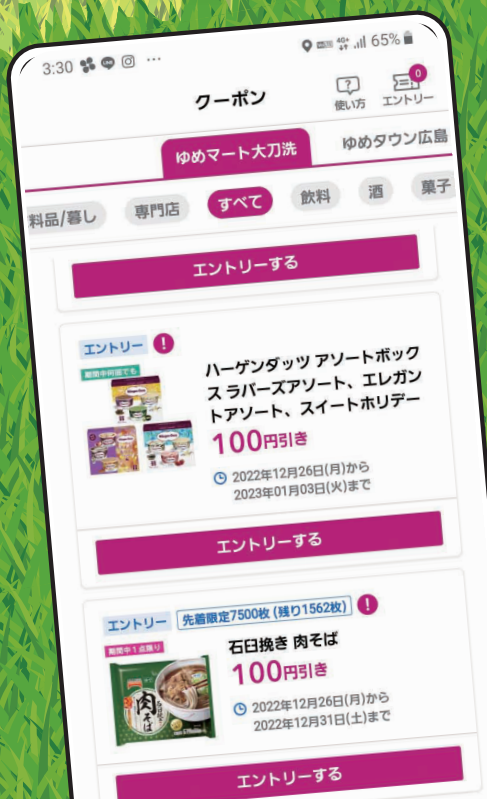 3:30
4G+
65%
クーポン
使い方
0
エントリー
ゆめマート大刀洗
ゆめタウン広島
料品/暮し
専門店
すべて
飲料
酒
菓子
エントリーする
エントリー
期間中何回でも
ハーゲンダッツ アソートボック
ス ラバーズアソート、エレガン
トアソート、スイートホリデー
100円引き
2022年12月26日(月)から
2023年01月03日(火)まで
エントリーする
エントリー
先着限定7500枚 (残り1562枚)
期間中1点限り
石臼挽き 肉そば
100円引き
2022年12月26日(月)から
2022年12月31日(土)まで
肉そば
エントリーする